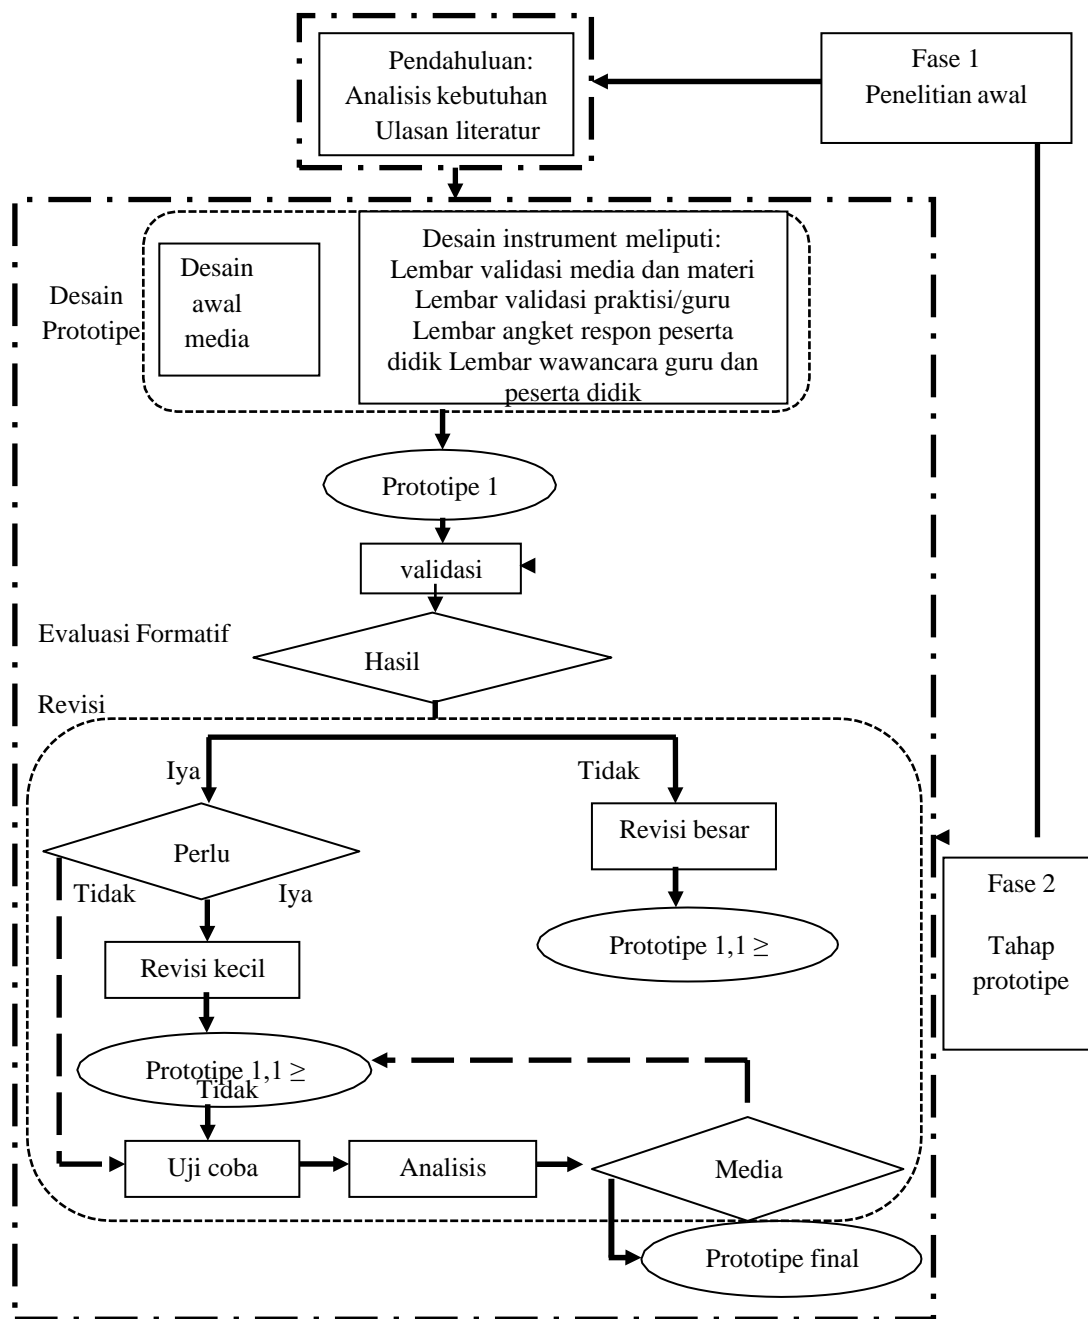 Pendahuluan:
Analisis kebutuhan
Ulasan literatur
Fase 1
Penelitian awal
Desain
Prototipe
Desain
awal
media
Desain instrument meliputi:
Lembar validasi media dan materi
Lembar validasi praktisi/guru
Lembar angket respon peserta
didik Lembar wawancara guru dan
peserta didik
Prototipe 1
validasi
Evaluasi Formatif
Hasil
Revisi
Iya
Tidak
Perlu
Revisi besar
Tidak
Iya
Fase 2
Tahap
prototipe
Prototipe 1,1 ≥
Revisi kecil
Prototipe 1,1 ≥
Tidak
Uji coba
Analisis
Media
Prototipe final